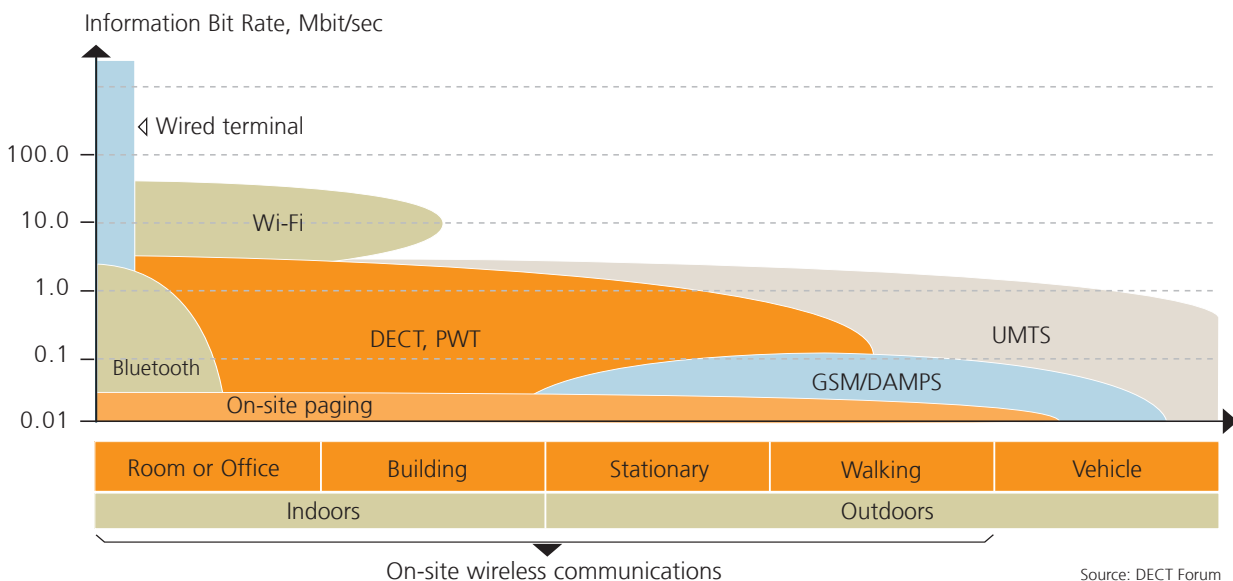 Information Bit Rate, Mbit/sec
Wired terminal
100.0
Wi-Fi
10.0
1.0
DECT, PWT
UMTS
0.1
Bluetooth
GSM/DAMPS
On-site paging
0.01
Room or Office Building Stationary Walking Vehicle
Indoors Outdoors
On-site wireless communications
Source: DECT Forum